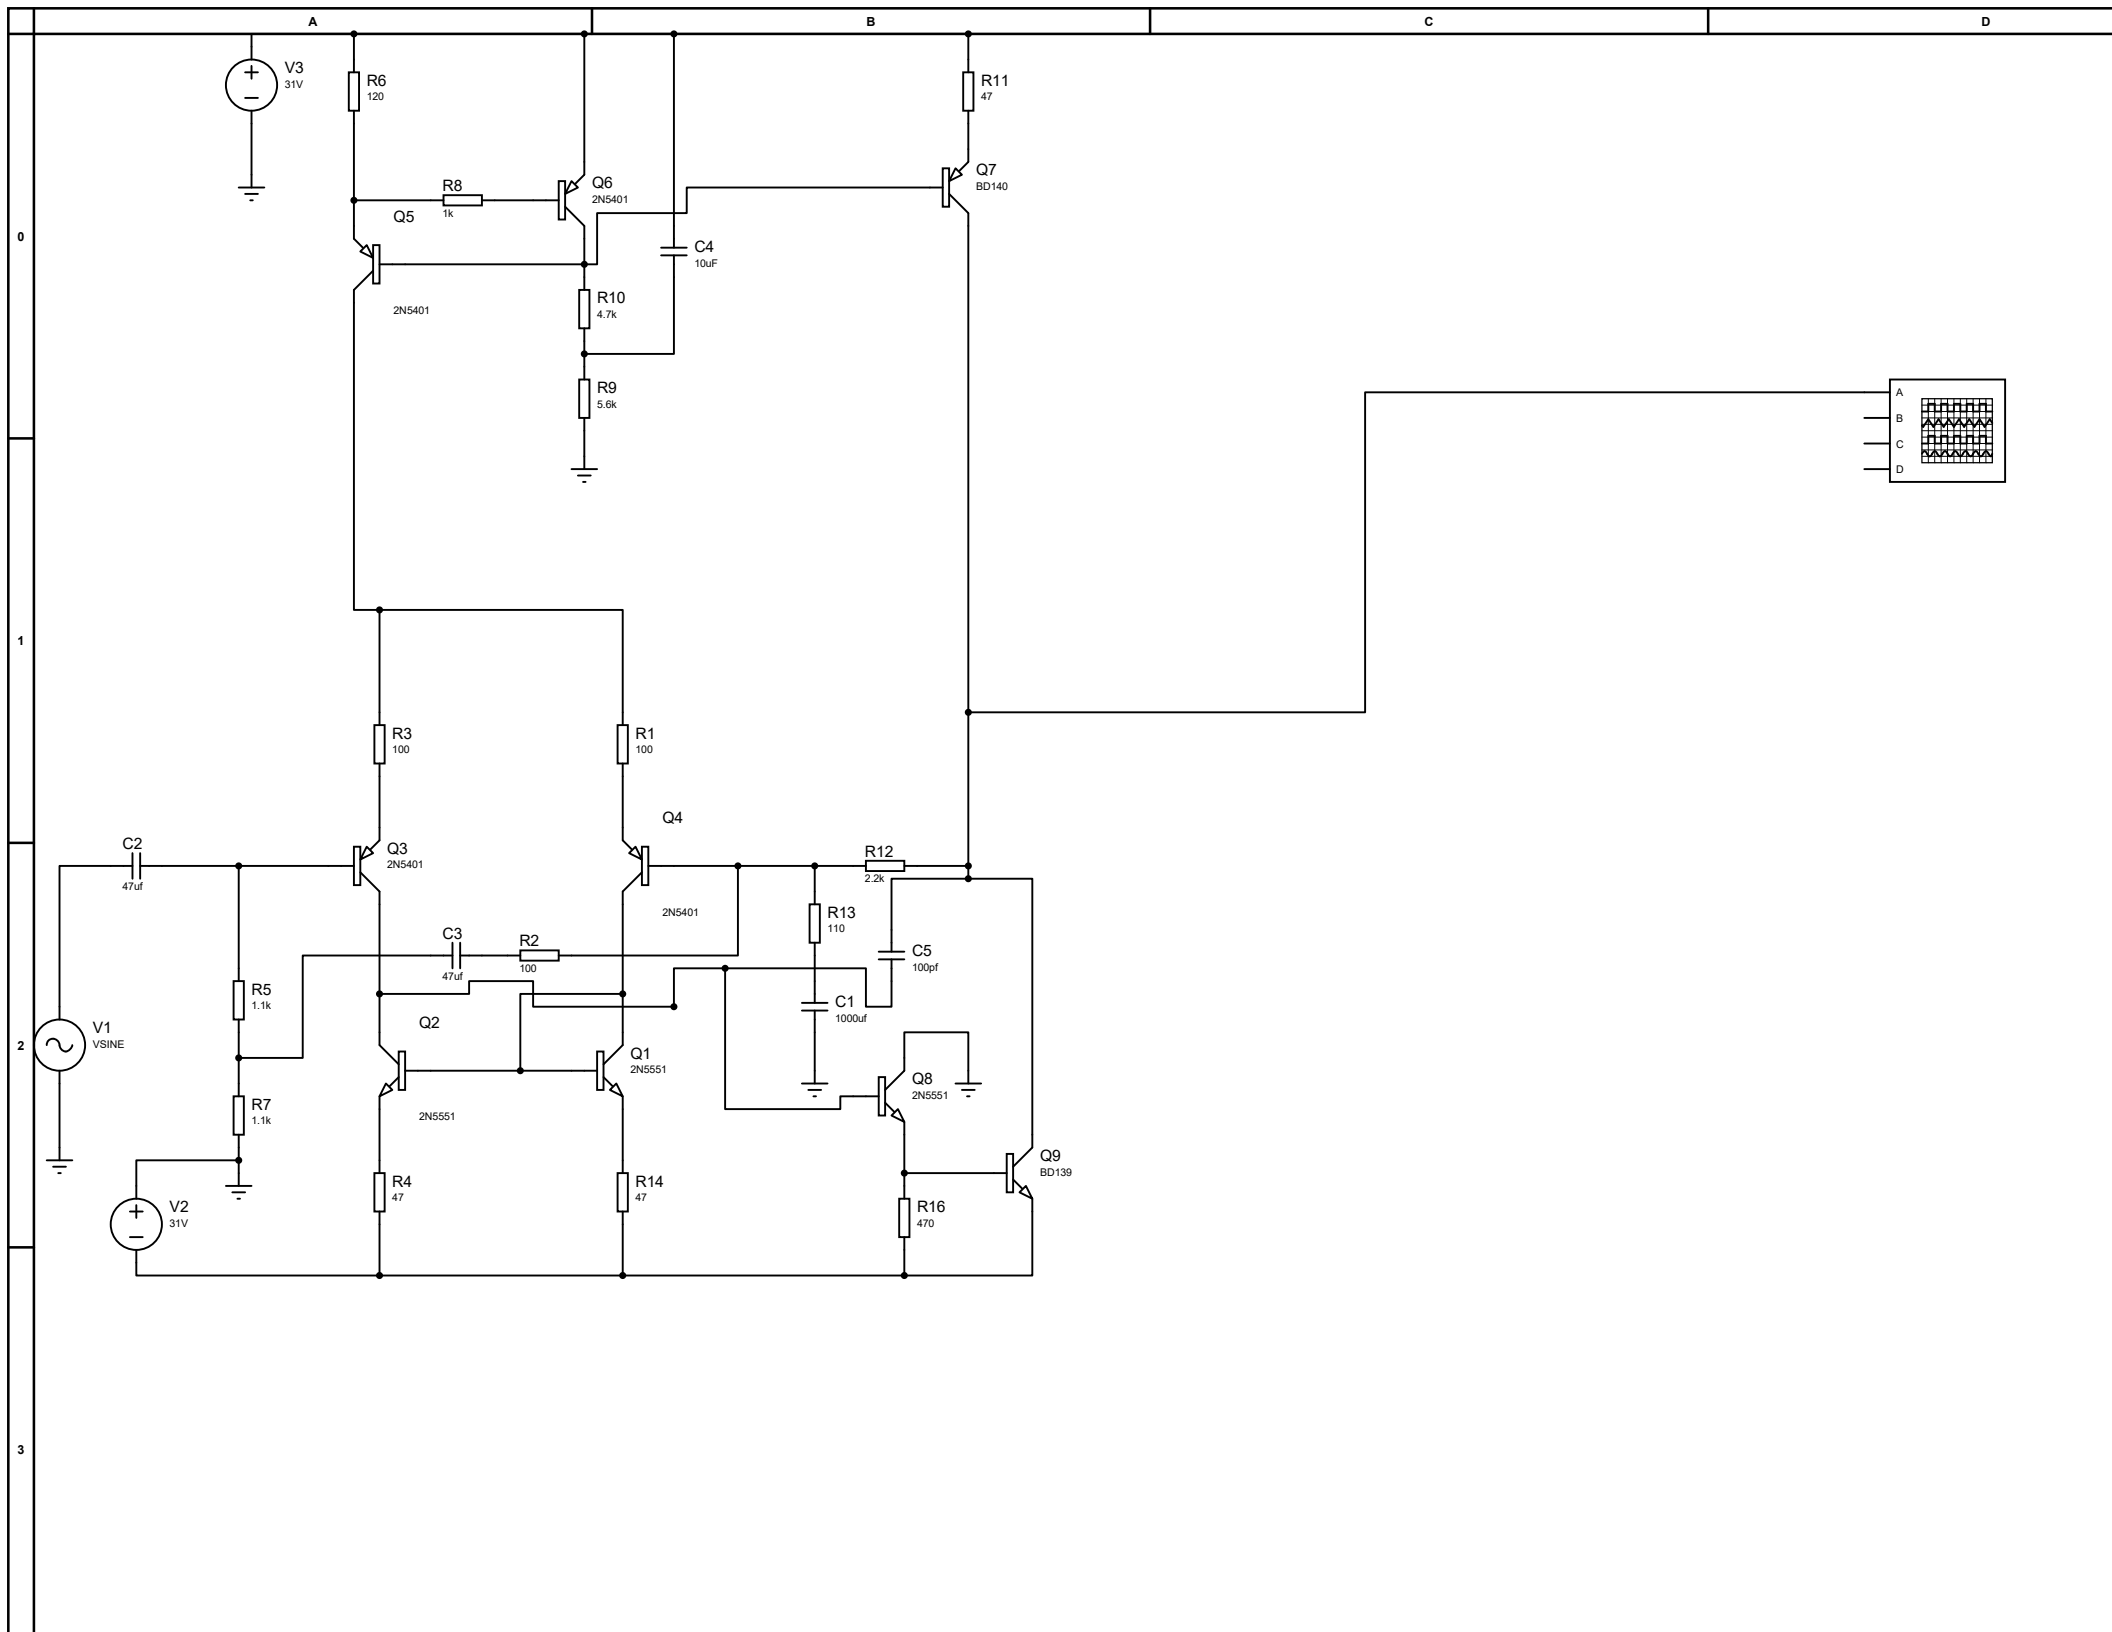 A B C D
0
1
2
3
V3
31V
R6
120
R11
47
R8
1k
Q6
2N5401
Q7
BD140
Q5
2N5401
C4
10uF
R10
4.7k
R9
5.6k
A
B
C
D
R3
100
R1
100
Q4
2N5401
C2
47uf
Q3
2N5401
R12
2.2k
R13
110
C3
47uf
R2
100
C5
100pf
R5
1.1k
C1
1000uf
V1
VSINE
Q2
2N5551
Q1
2N5551
Q8
2N5551
R7
1.1k
Q9
BD139
R4
47
R14
47
V2
31V
R16
470